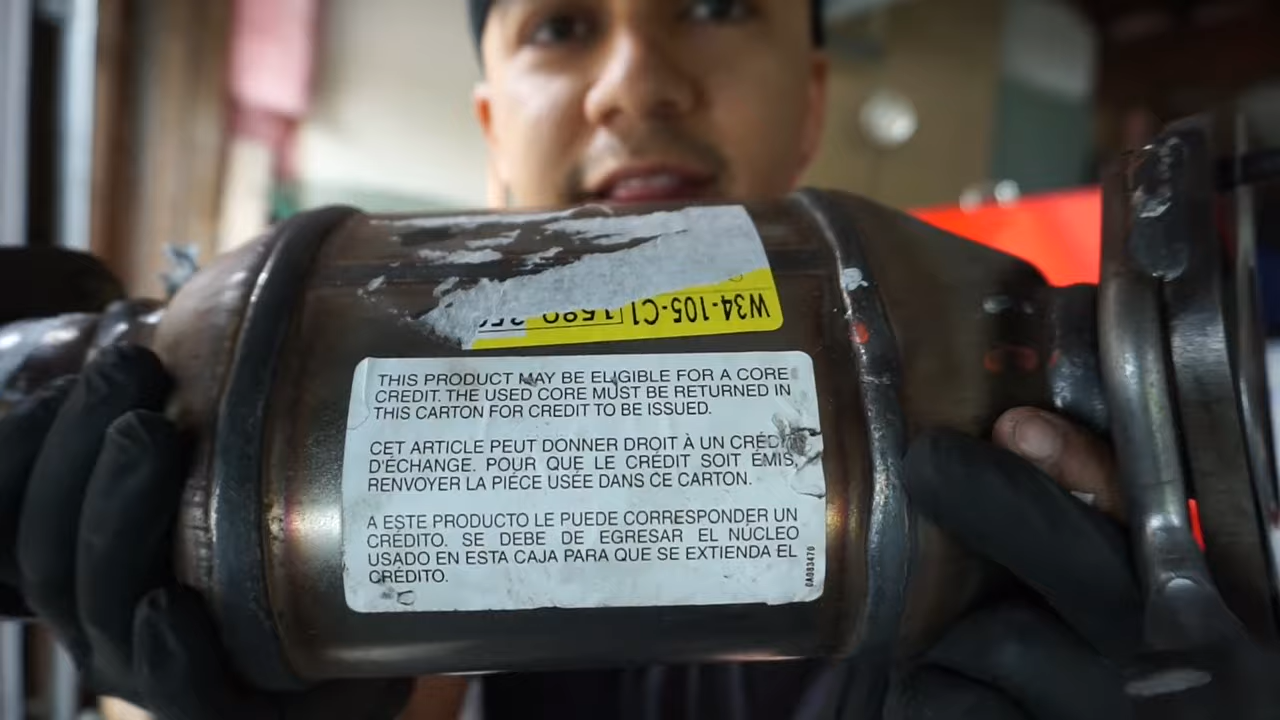 W34-105-C1 1580
THIS PRODUCT MAY BE ELIGIBLE FOR A CORE
CREDIT. THE USED CORE MUST BE RETURNED IN
THIS CARTON FOR CREDIT TO BE ISSUED.
CET ARTICLE PEUT DONNER DROIT À UN CRÉDIT
D'ÉCHANGE. POUR QUE LE CRÉDIT SOIT ÉMIS,
RENVOYER LA PIÈCE USÉE DANS CE CARTON.
A ESTE PRODUCTO LE PUEDE CORRESPONDER UN
CRÉDITO. SE DEBE DE EGRESAR EL NÚCLEO
USADO EN ESTA CAJA PARA QUE SE EXTIENDA EL
CRÉDITO.
0A083470